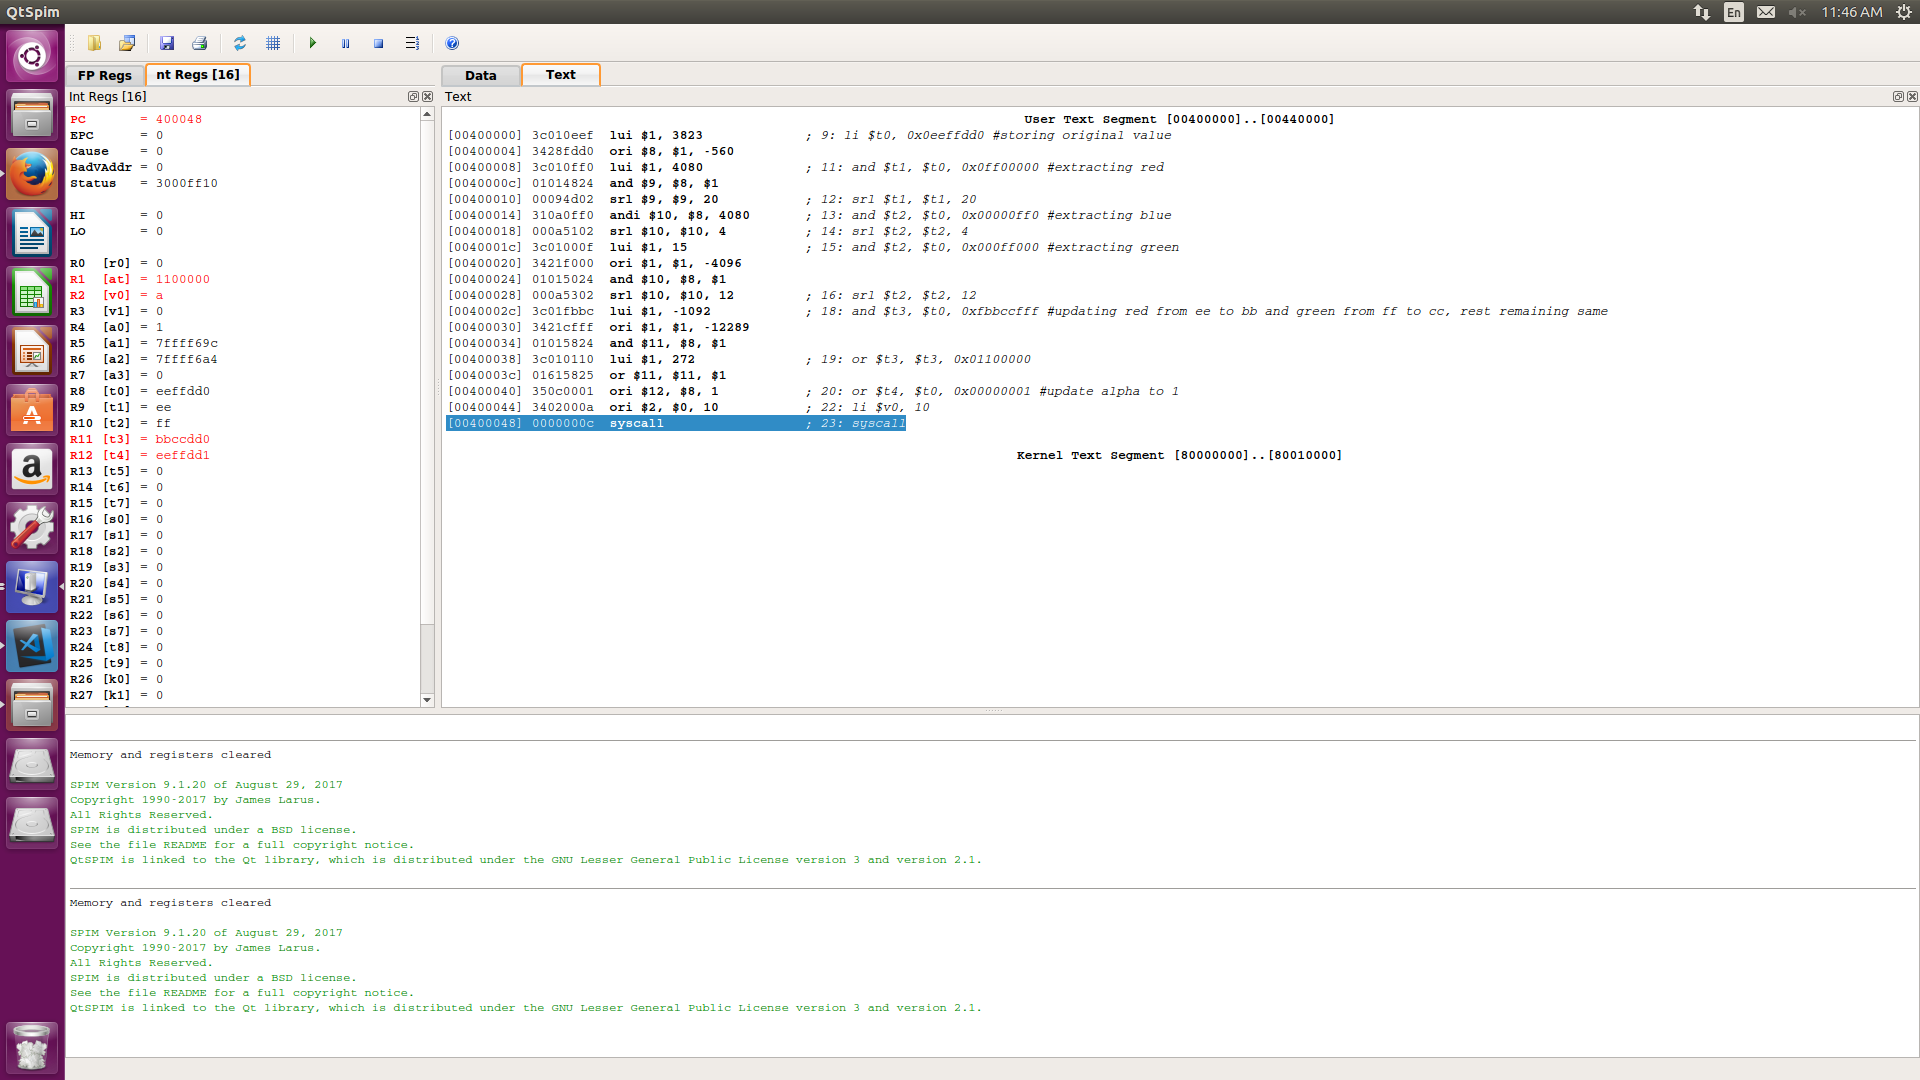 QtSpim
En
11:46 AM
FP Regs
nt Regs [16]
Data
Text
Int Regs [16]
Text
PC = 400048
EPC = 0
Cause = 0
BadVAddr = 0
Status = 3000ff10
HI = 0
LO = 0
R0 [r0] = 0
R1 [at] = 1100000
R2 [v0] = a
R3 [v1] = 0
R4 [a0] = 1
R5 [a1] = 7ffff69c
R6 [a2] = 7ffff6a4
R7 [a3] = 0
R8 [t0] = eeffdd0
R9 [t1] = ee
R10 [t2] = ff
R11 [t3] = bbccdd0
R12 [t4] = eeffdd1
R13 [t5] = 0
R14 [t6] = 0
R15 [t7] = 0
R16 [s0] = 0
R17 [s1] = 0
R18 [s2] = 0
R19 [s3] = 0
R20 [s4] = 0
R21 [s5] = 0
R22 [s6] = 0
R23 [s7] = 0
R24 [t8] = 0
R25 [t9] = 0
R26 [k0] = 0
R27 [k1] = 0
User Text Segment [00400000]..[00440000]
[00400000] 3c010eef lui $1, 3823 ; 9: li $t0, 0x0eeffdd0 #storing original value
[00400004] 3428fdd0 ori $8, $1, -560
[00400008] 3c010ff0 lui $1, 4080 ; 11: and $t1, $t0, 0x0ff00000 #extracting red
[0040000c] 01014824 and $9, $8, $1
[00400010] 00094d02 srl $9, $9, 20 ; 12: srl $t1, $t1, 20
[00400014] 310a0ff0 andi $10, $8, 4080 ; 13: and $t2, $t0, 0x00000ff0 #extracting blue
[00400018] 000a5102 srl $10, $10, 4 ; 14: srl $t2, $t2, 4
[0040001c] 3c01000f lui $1, 15 ; 15: and $t2, $t0, 0x000ff000 #extracting green
[00400020] 3421f000 ori $1, $1, -4096
[00400024] 01015024 and $10, $8, $1
[00400028] 000a5302 srl $10, $10, 12 ; 16: srl $t2, $t2, 12
[0040002c] 3c01fbbc lui $1, -1092 ; 18: and $t3, $t0, 0xfbbccfff #updating red from ee to bb and green from ff to cc, rest remaining same
[00400030] 3421cfff ori $1, $1, -12289
[00400034] 01015824 and $11, $8, $1
[00400038] 3c010110 lui $1, 272 ; 19: or $t3, $t3, 0x01100000
[0040003c] 01615825 or $11, $11, $1
[00400040] 350c0001 ori $12, $8, 1 ; 20: or $t4, $t0, 0x00000001 #update alpha to 1
[00400044] 3402000a ori $2, $0, 10 ; 22: li $v0, 10
[00400048] 0000000c syscall ; 23: syscall
Kernel Text Segment [80000000]..[80010000]
Memory and registers cleared
SPIM Version 9.1.20 of August 29, 2017
Copyright 1990-2017 by James Larus.
All Rights Reserved.
SPIM is distributed under a BSD license.
See the file README for a full copyright notice.
QtSPIM is linked to the Qt library, which is distributed under the GNU Lesser General Public License version 3 and version 2.1.
Memory and registers cleared
SPIM Version 9.1.20 of August 29, 2017
Copyright 1990-2017 by James Larus.
All Rights Reserved.
SPIM is distributed under a BSD license.
See the file README for a full copyright notice.
QtSPIM is linked to the Qt library, which is distributed under the GNU Lesser General Public License version 3 and version 2.1.